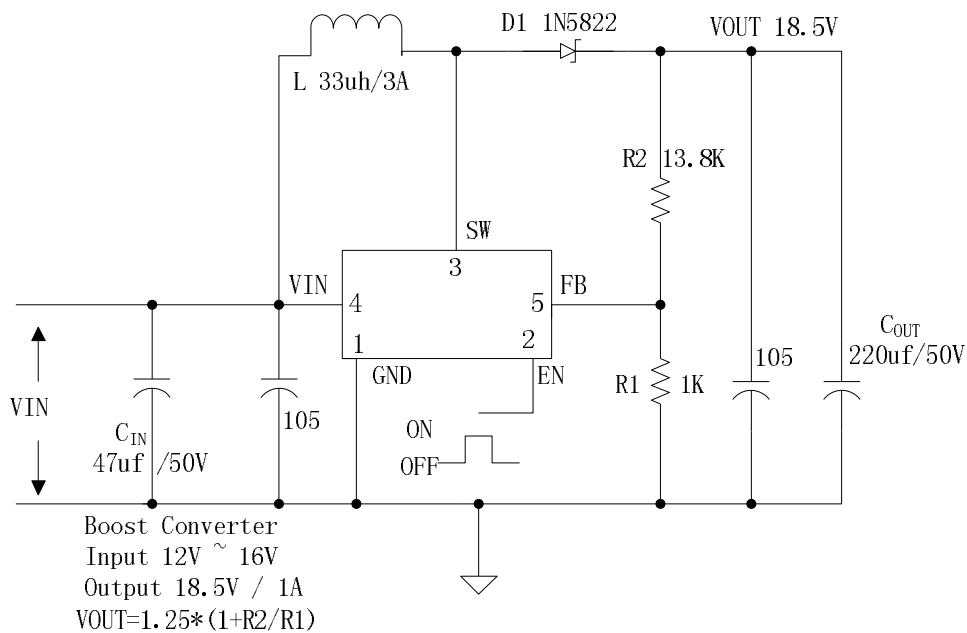 D1 1N5822
VOUT 18.5V
L 33uh/3A
R2 13.8K
SW
3
VIN
4
5
FB
1
2
GND
EN
COUT
220uf/50V
105
R1 1K
VIN
105
CIN
47uf /50V
ON
OFF
Boost Converter
Input 12V ~ 16V
Output 18.5V / 1A
VOUT=1.25*(1+R2/R1)